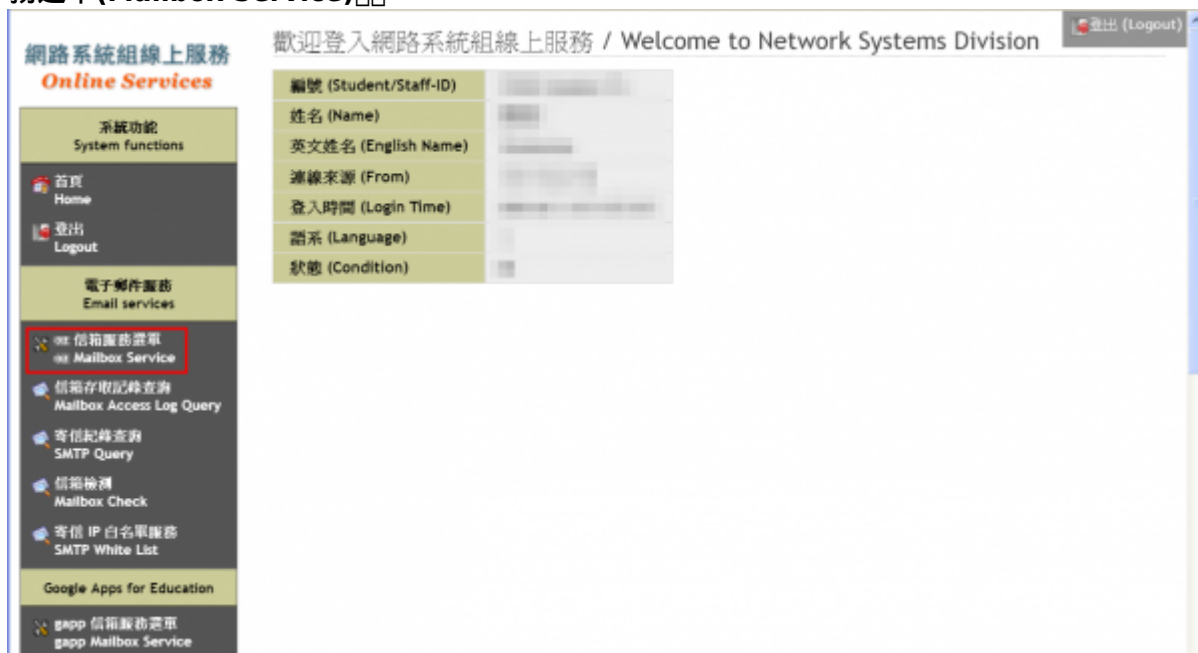 務選單(Mailbox Service)□□
登出 (Logout)
網路系統組線上服務
Online Services
歡迎登入網路系統組線上服務 / Welcome to Network Systems Division
編號 (Student/Staff-ID)
姓名 (Name)
英文姓名 (English Name)
連線來源 (From)
登入時間 (Login Time)
語系 (Language)
狀態 (Condition)
系統功能
System functions
首頁
Home
登出
Logout
電子郵件服務
Email services
信箱服務選單
Mailbox Service
信箱存取記錄查詢
Mailbox Access Log Query
寄信紀錄查詢
SMTP Query
信箱檢測
Mailbox Check
寄信 IP 白名單服務
SMTP White List
Google Apps for Education
gapp 信箱服務選單
gapp Mailbox Service